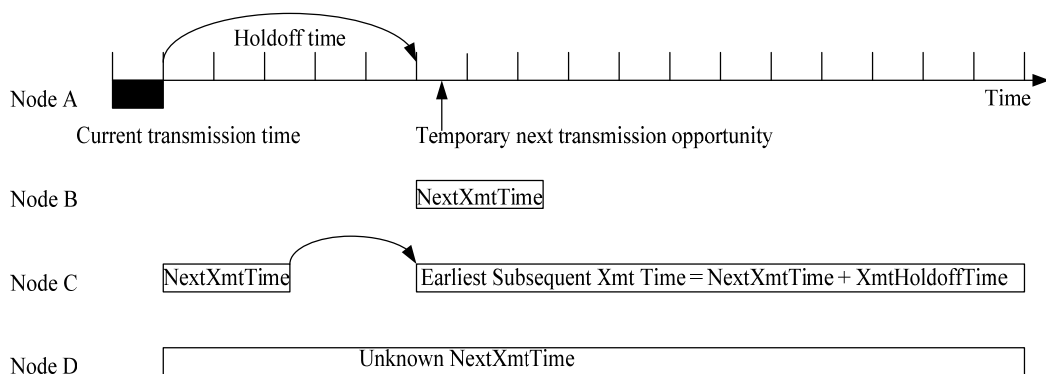 Holdoff time
Node A
Time
Current transmission time
Temporary next transmission opportunity
Node B
NextXmtTime
Node C
NextXmtTime
Earliest Subsequent Xmt Time = NextXmtTime + XmtHoldoffTime
Node D
Unknown NextXmtTime